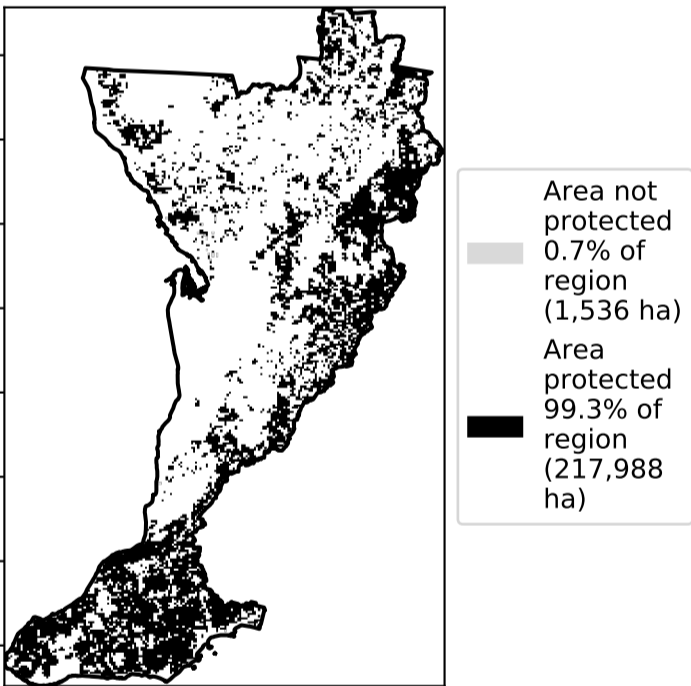 Area not
protected
0.7% of
region
(1,536 ha)
Area
protected
99.3% of
region
(217,988
ha)